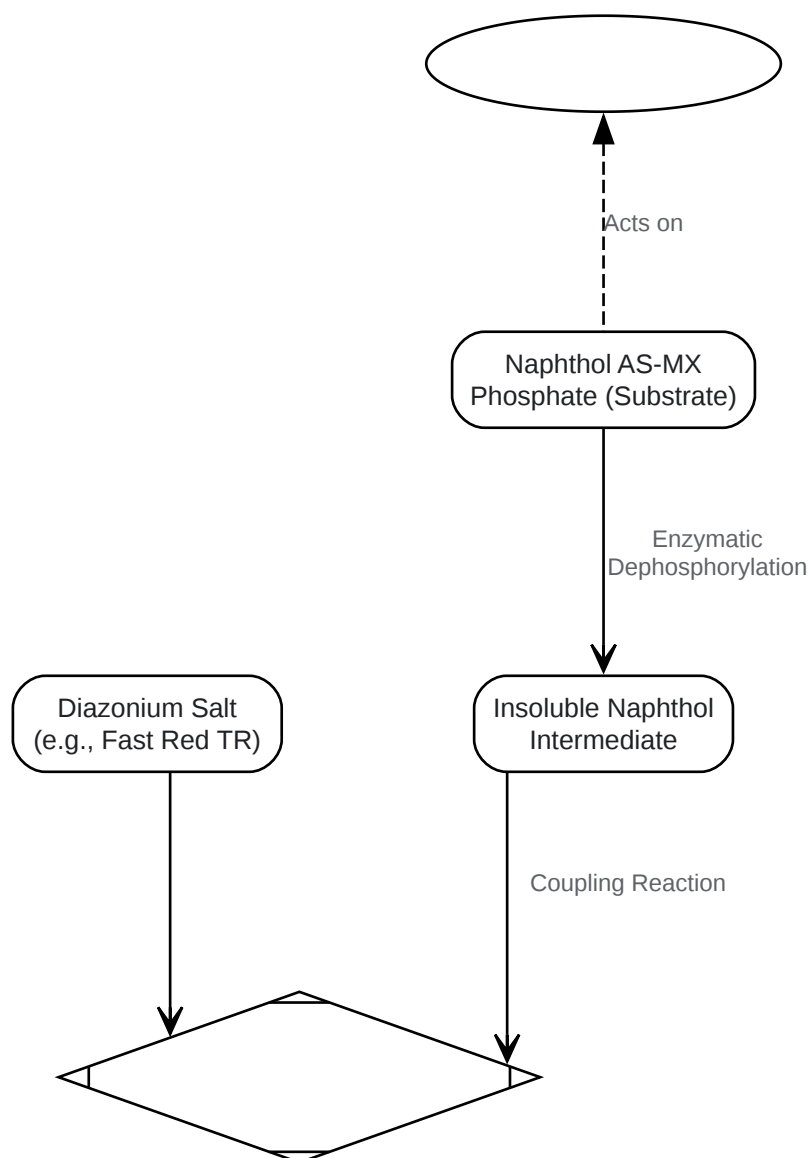 Acts on
Naphthol AS-MX
Phosphate (Substrate)
Enzymatic
Dephosphorylation
Diazonium Salt
(e.g., Fast Red TR)
Insoluble Naphthol
Intermediate
Coupling Reaction